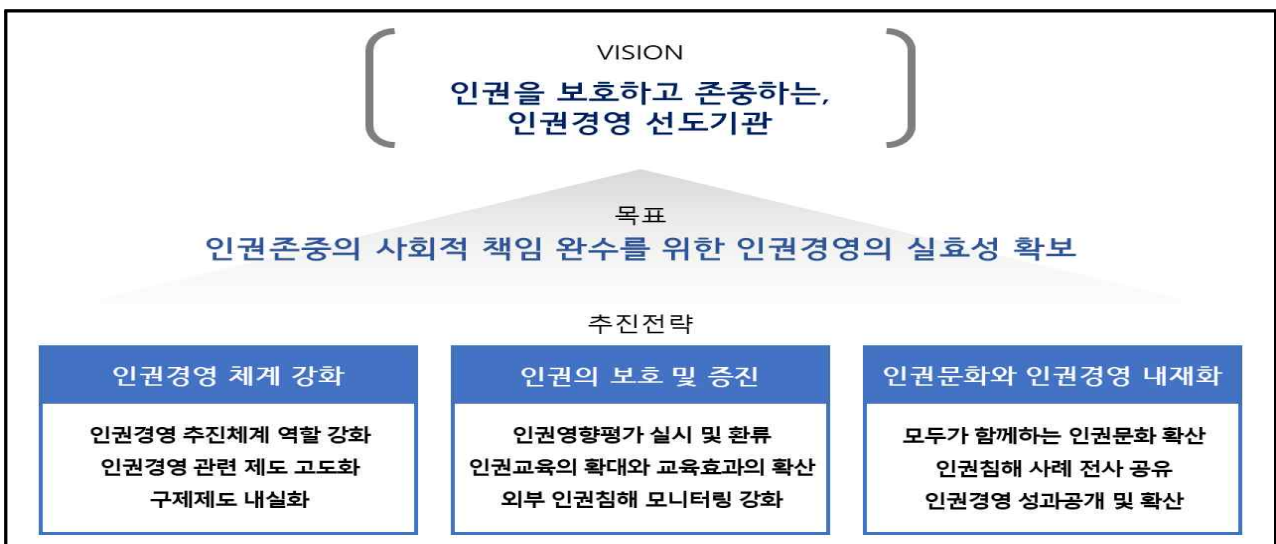 VISION
인권을 보호하고 존중하는,
인권경영 선도기관
목표
인권존중의 사회적 책임 완수를 위한 인권경영의 실효성 확보
추진전략
인권경영 체계 강화
인권경영 추진체계 역할 강화
인권경영 관련 제도 고도화
구제제도 내실화
인권의 보호 및 증진
인권영향평가 실시 및 환류
인권교육의 확대와 교육효과의 확산
외부 인권침해 모니터링 강화
인권문화와 인권경영 내재화
모두가 함께하는 인권문화 확산
인권침해 사례 전사 공유
인권경영 성과공개 및 확산